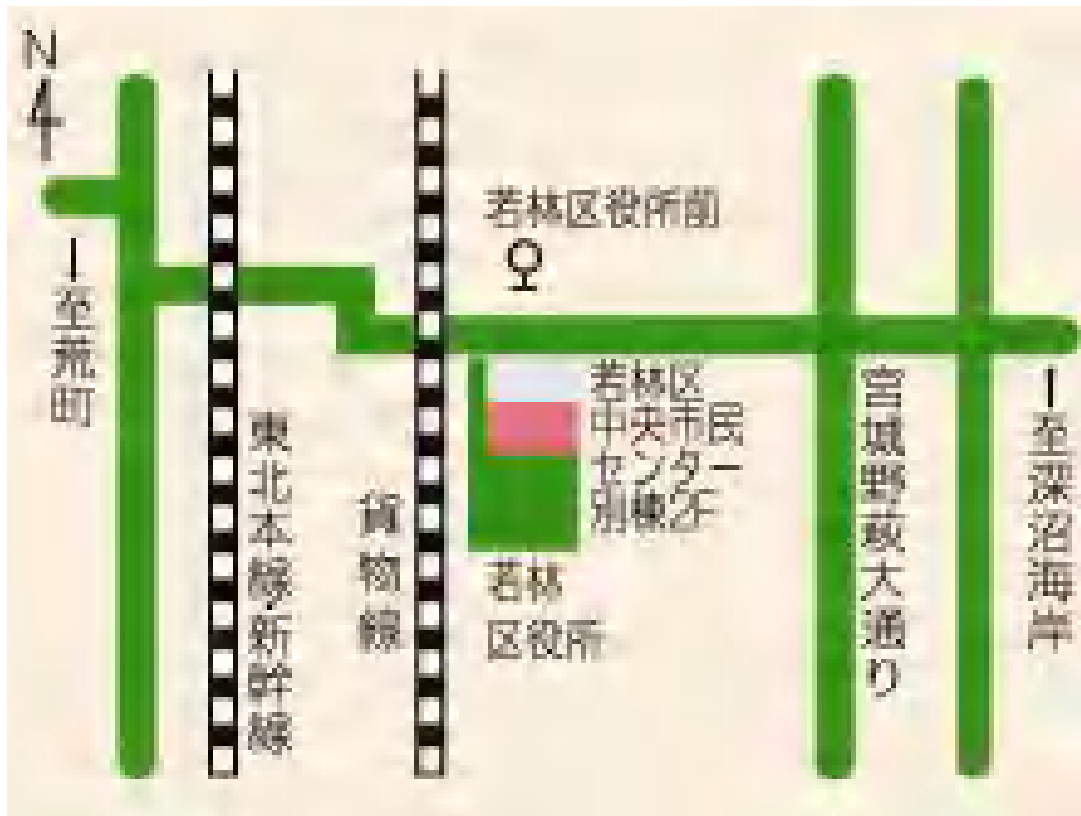 N
若林区役所前
至荒町
若林区
中央市民
センター
別棟2F
東北本線・新幹線
貨物線
若林
区役所
宮城野萩大通り
至深沼海岸